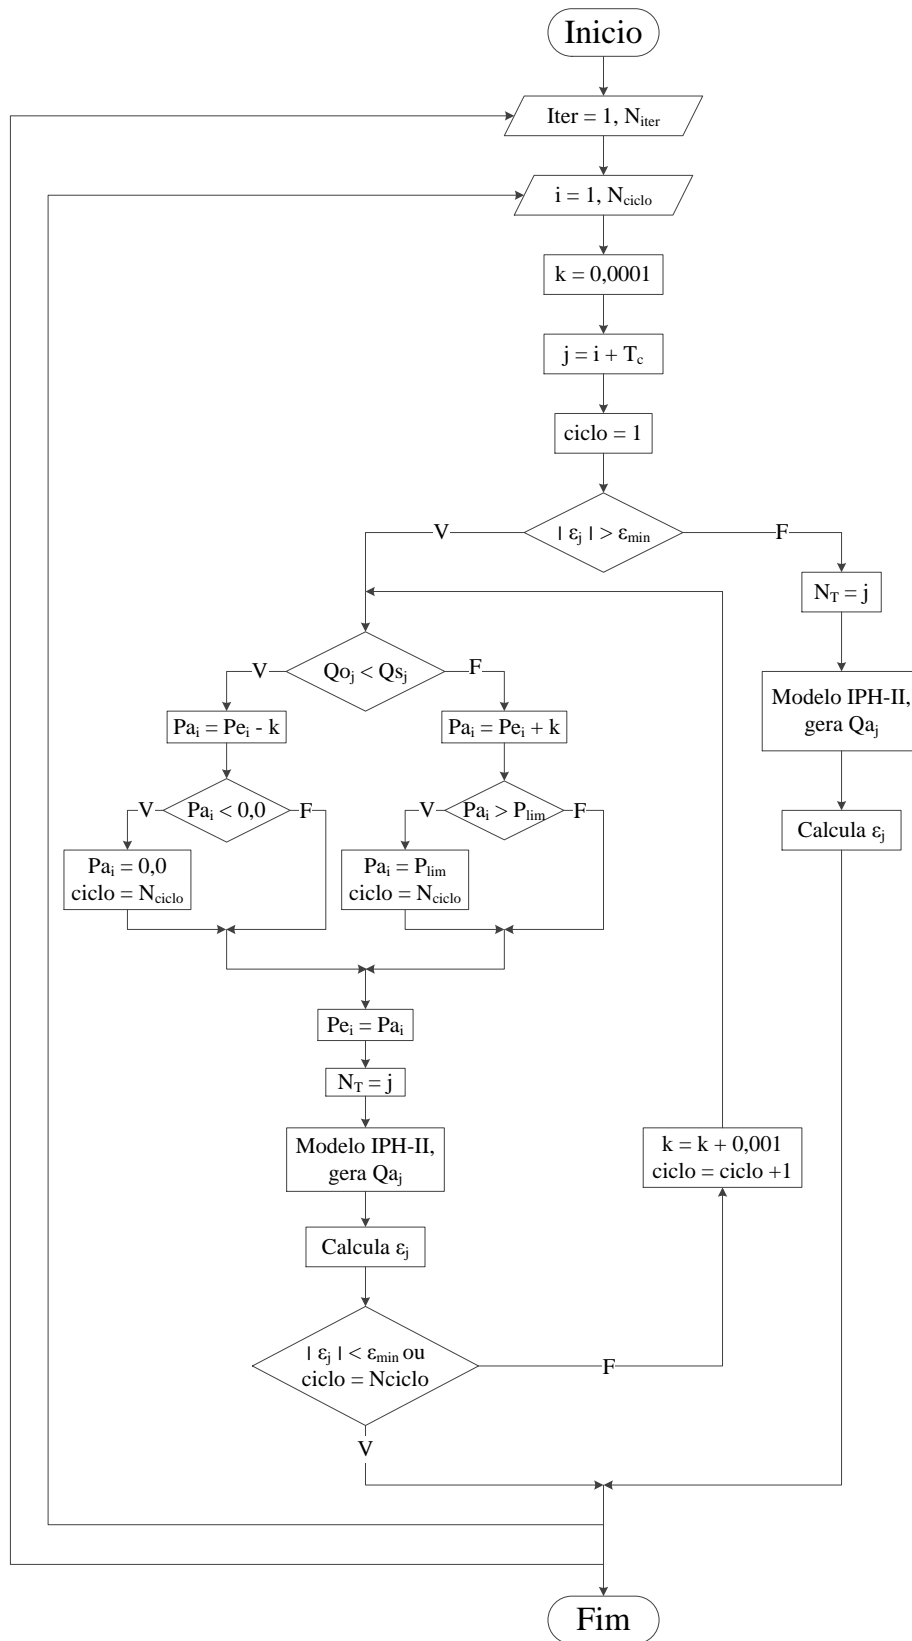 Inicio
Iter = 1, N_iter
i = 1, N_ciclo
k = 0,0001
j = i + T_c
ciclo = 1
| ε_j | > ε_min
V
F
N_T = j
Modelo IPH-II,
gera Qa_j
Calcula ε_j
Qo_j < Qs_j
V
F
Pa_i = Pe_i - k
Pa_i = Pe_i + k
Pa_i < 0,0
V
F
Pa_i > P_lim
V
F
Pa_i = 0,0
ciclo = N_ciclo
Pa_i = P_lim
ciclo = N_ciclo
Pe_i = Pa_i
N_T = j
Modelo IPH-II,
gera Qa_j
k = k + 0,001
ciclo = ciclo +1
Calcula ε_j
| ε_j | < ε_min ou
ciclo = Nciclo
F
V
Fim